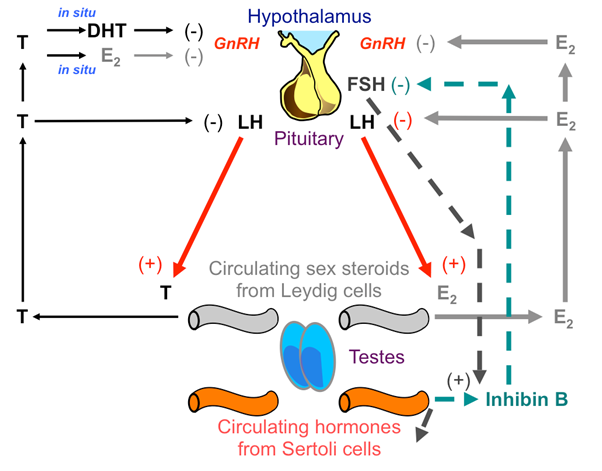 Hypothalamus
in situ
T
DHT
(-)
GnRH
GnRH
(-)
E2
E2
(-)
in situ
FSH
(-)
T
(-)
LH
Pituitary
LH
(-)
E2
(+)
(+)
Circulating sex steroids
from Leydig cells
T
E2
T
E2
Testes
(+)
Inhibin B
Circulating hormones
from Sertoli cells